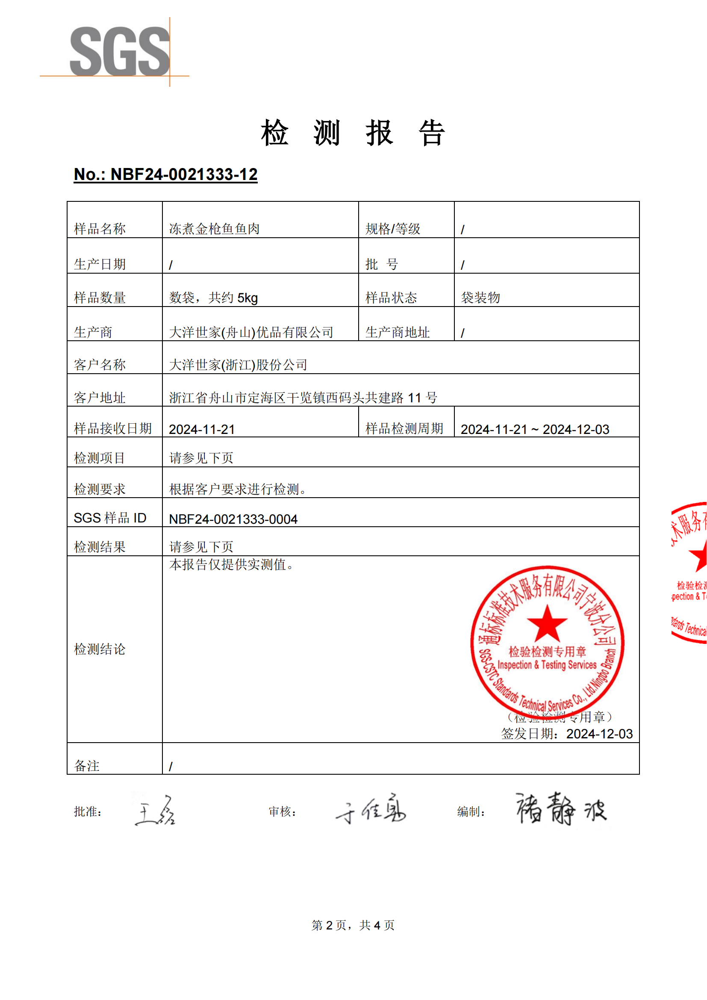 SGS
检 测 报 告
No.: NBF24-0021333-12
样品名称 冻煮金枪鱼鱼肉 规格/等级 /
生产日期 / 批 号 /
样品数量 数袋，共约 5kg 样品状态 袋装物
生产商 大洋世家(舟山)优品有限公司 生产商地址 /
客户名称 大洋世家(浙江)股份公司
客户地址 浙江省舟山市定海区干览镇西码头共建路 11 号
样品接收日期 2024-11-21 样品检测周期 2024-11-21 ~ 2024-12-03
检测项目 请参见下页
检测要求 根据客户要求进行检测。
SGS 样品 ID NBF24-0021333-0004
检测结果 请参见下页
检测结论 本报告仅提供实测值。
通标标准技术服务有限公司宁波分公司
检验检测专用章
Inspection & Testing Services
SGS-CSTC Standards Technical Services Co., Ltd.Ningbo Branch
（检验检测专用章）
签发日期：2024-12-03
术服务有
检验检测
pection & T
dards Technical
备注 /
批准： 王磊 审核： 于佳 编制： 褚静波
第 2 页，共 4 页